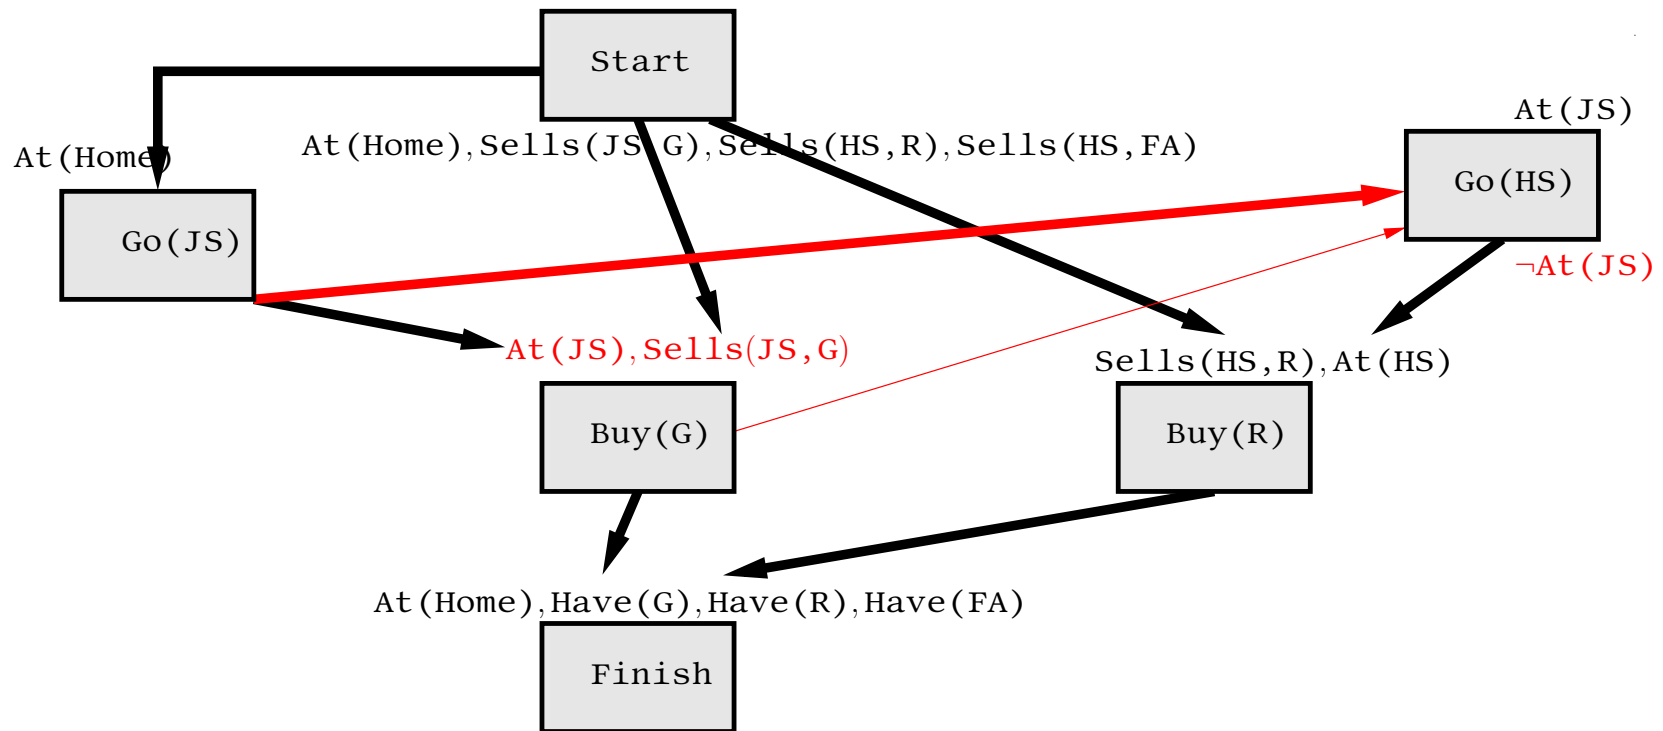 Start
At(JS)
At(Home),Sells(JS,G),Sells(HS,R),Sells(HS,FA)
At(Home)
Go(HS)
Go(JS)
¬At(JS)
At(JS),Sells(JS,G)
Sells(HS,R),At(HS)
Buy(G)
Buy(R)
At(Home),Have(G),Have(R),Have(FA)
Finish